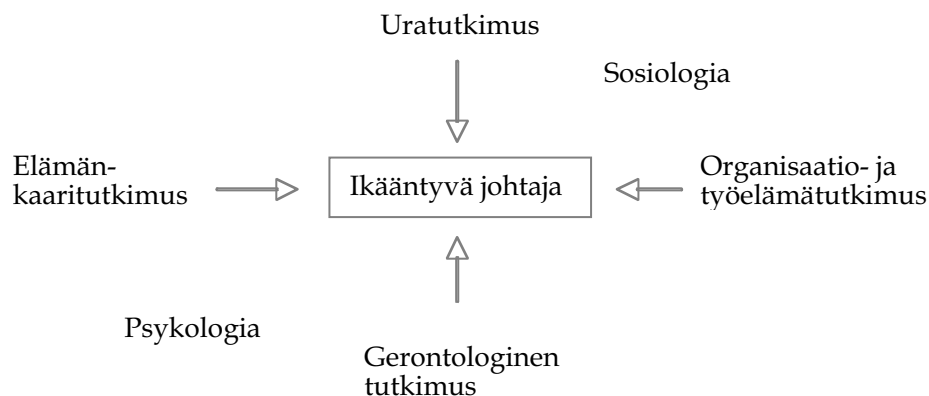 Uratutkimus
Sosiologia
Elämän-
kaaritutkimus
Ikääntyvä johtaja
Organisaatio- ja
työelämätutkimus
Psykologia
Gerontologinen
tutkimus